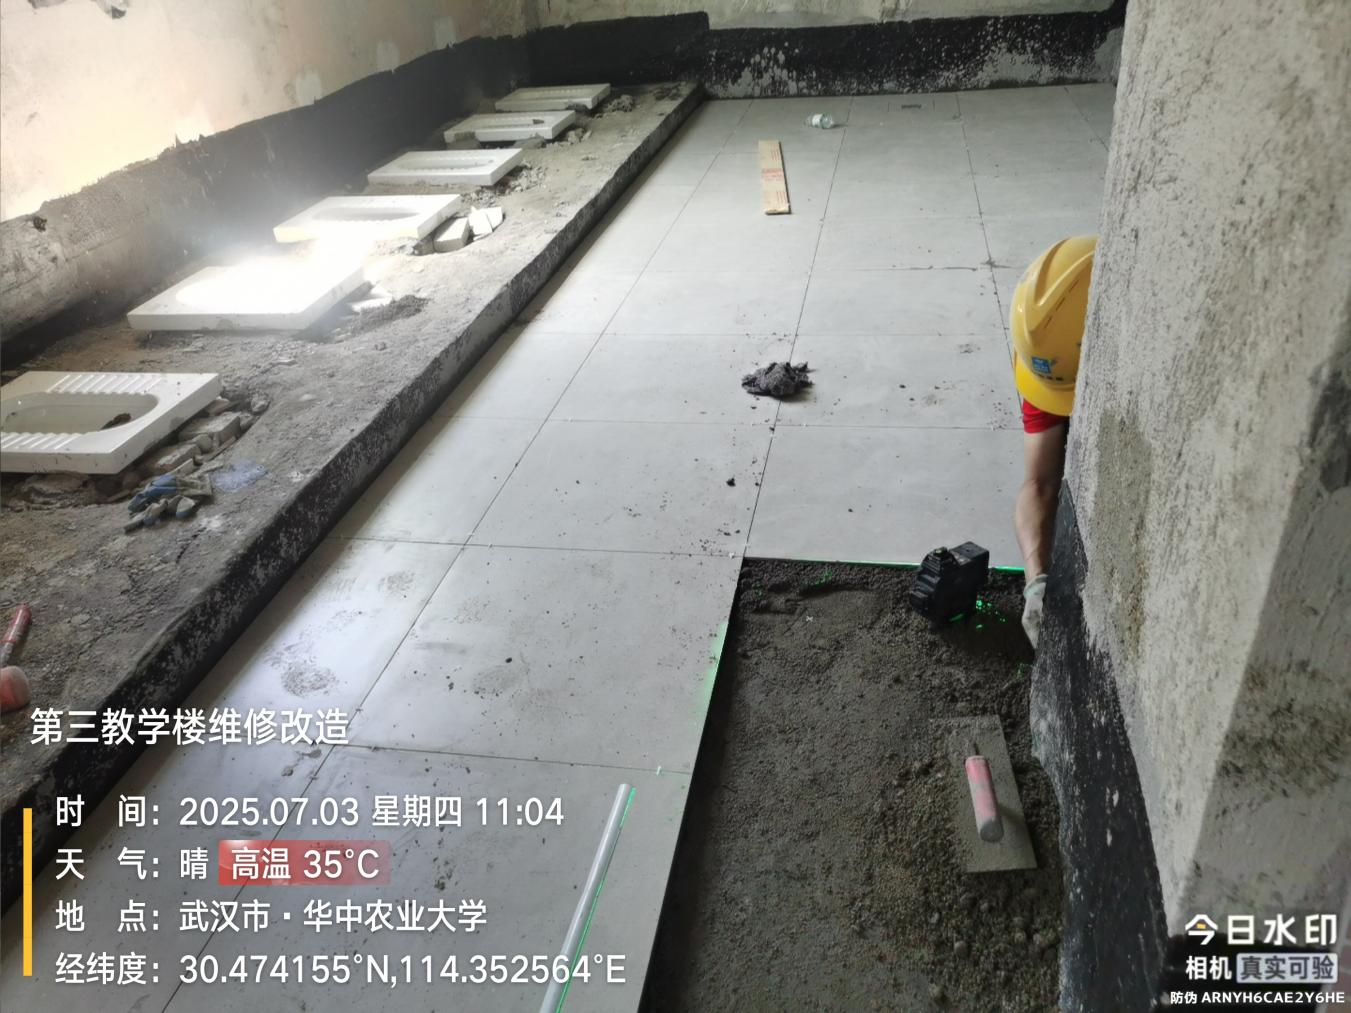 第三教学楼维修改造
时 间：2025.07.03 星期四 11:04
天 气：晴 高温 35°C
地 点：武汉市·华中农业大学
经纬度：30.474155°N,114.352564°E
今日水印
相机 真实可验
防伪 ARNYH6CAE2Y6HE